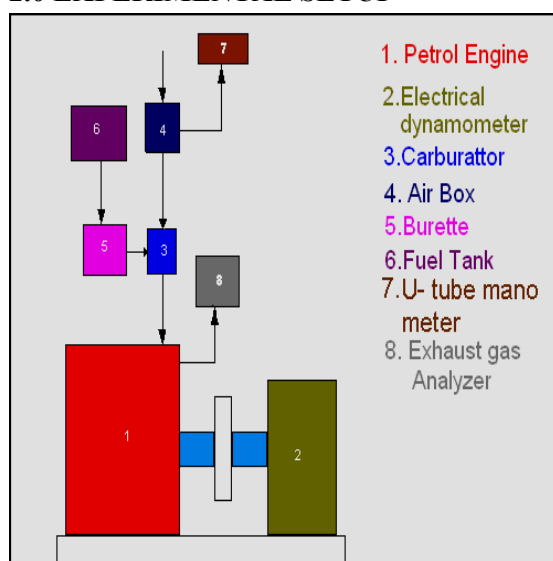 7
1. Petrol Engine
2.Electrical
dynamometer
3.Carburattor
4. Air Box
5.Burette
6.Fuel Tank
7.U- tube mano
meter
8. Exhaust gas
Analyzer
6
4
5
3
8
1
2